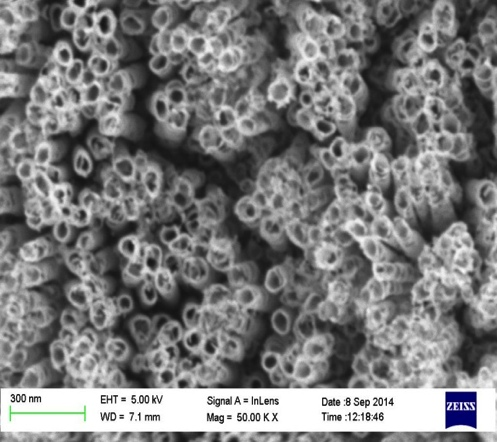 300 nm
EHT = 5.00 kV
Signal A = InLens
Date :8 Sep 2014
WD = 7.1 mm
Mag = 50.00 K X
Time :12:18:46
ZEISS